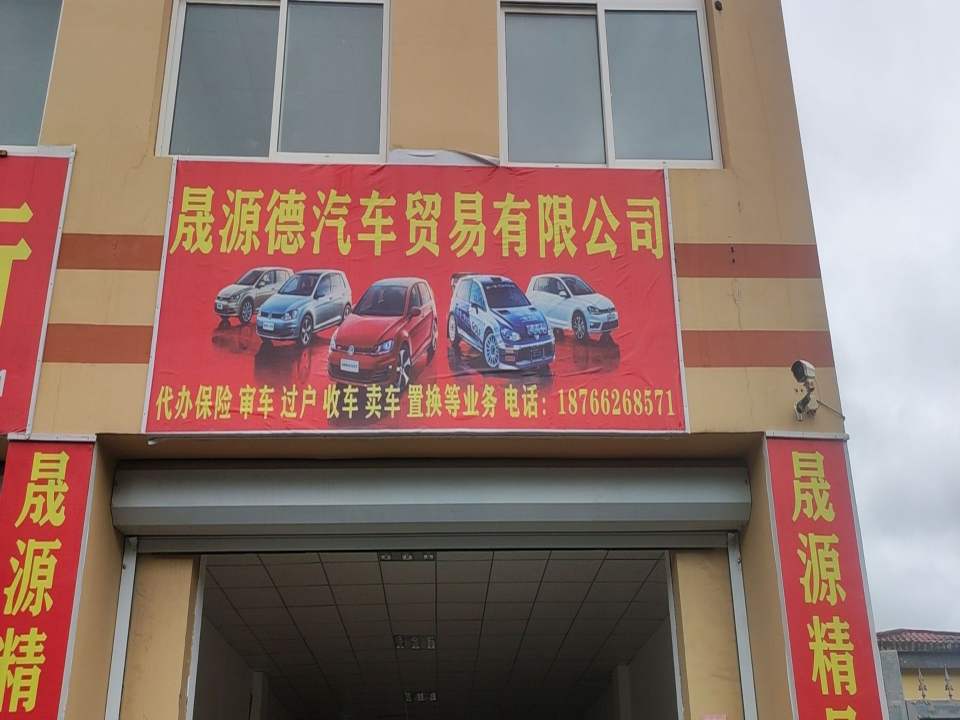 晟源德汽车贸易有限公司
代办保险 审车 过户 收车 卖车 置换等业务 电话：18766268571
晟源精
晟源精